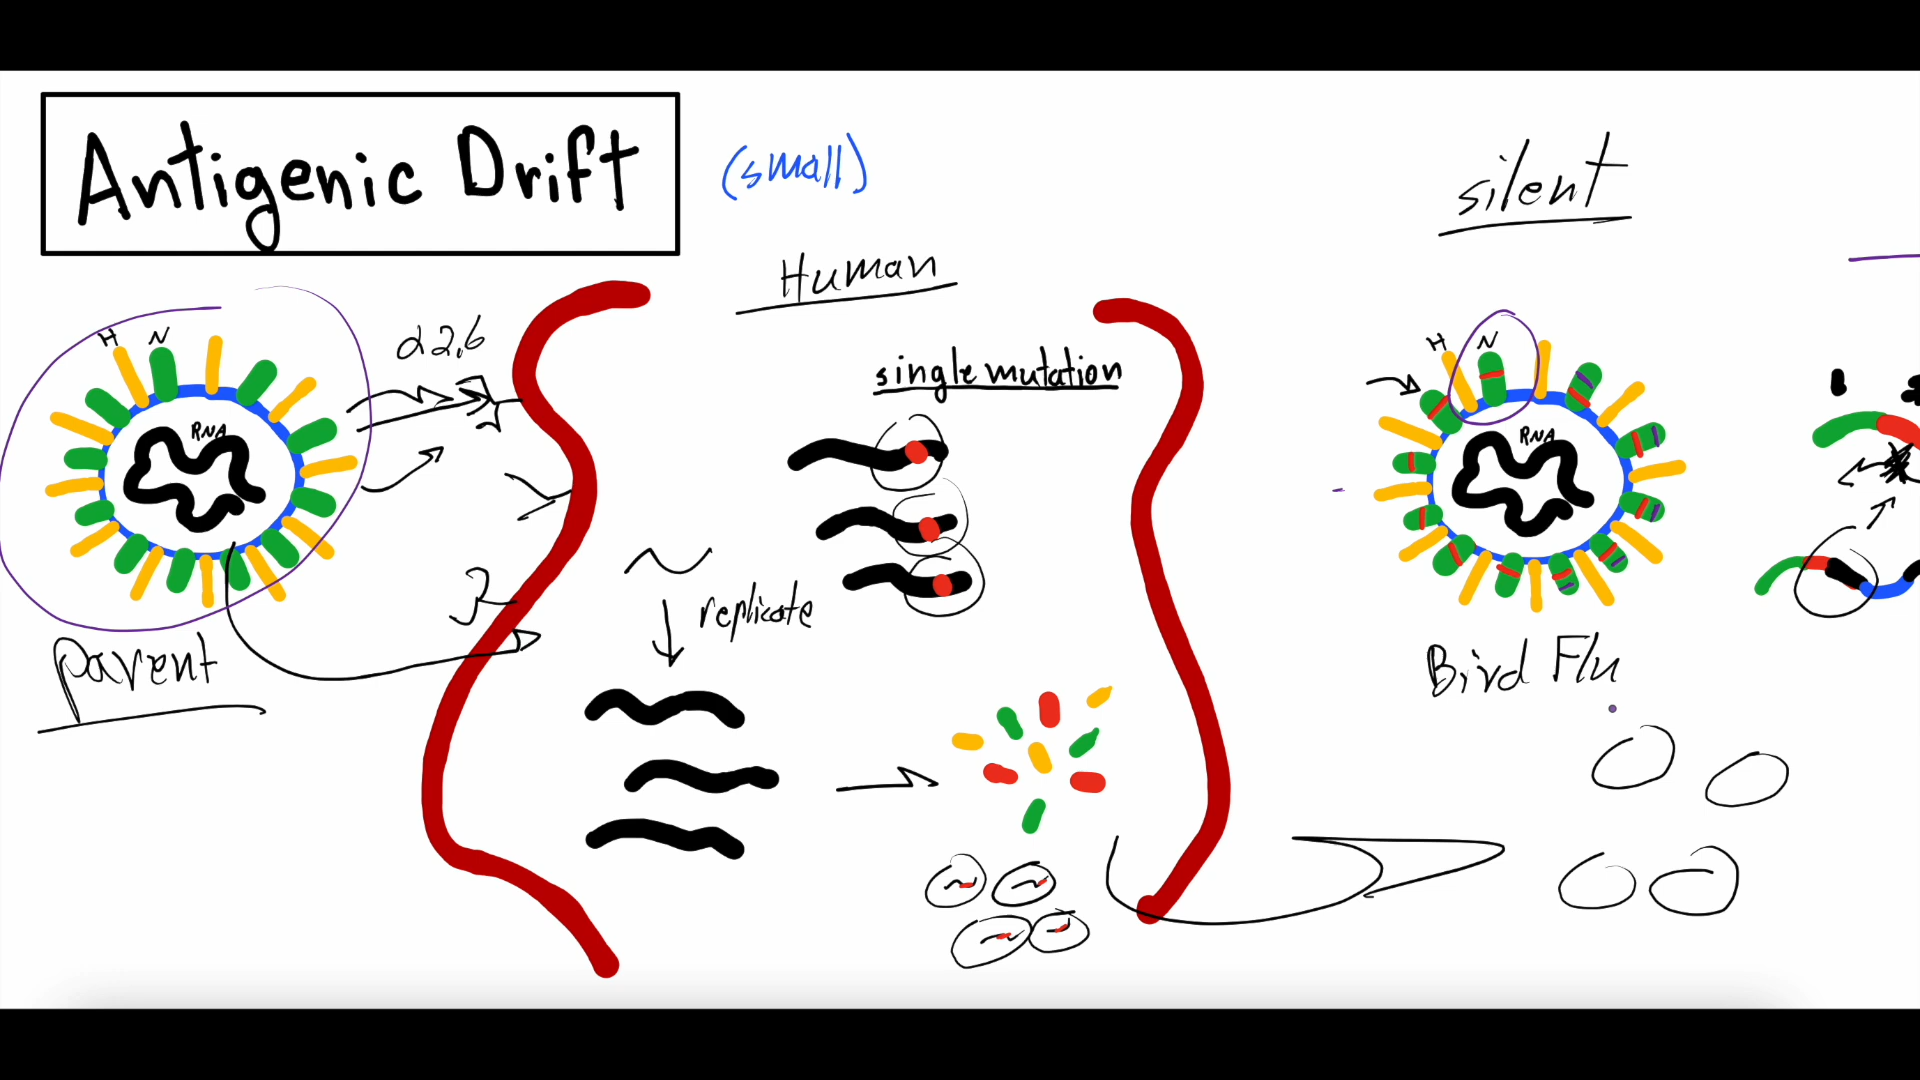 Antigenic Drift
(small)
silent
Human
H N
α2,6
single mutation
RNA
H N
RNA
replicate
parent
Bird Flu